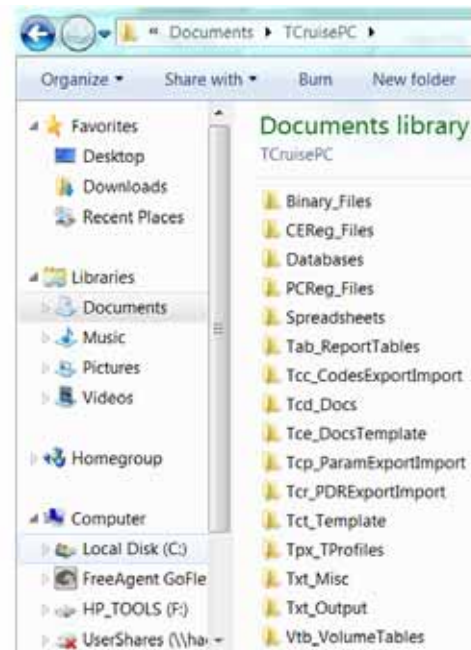 « Documents ▸ TCruisePC ▸
Organize ▾ Share with ▾ Burn New folder
Favorites
Desktop
Downloads
Recent Places
Libraries
Documents
Music
Pictures
Videos
Homegroup
Computer
Local Disk (C:)
FreeAgent GoFle
HP_TOOLS (F:)
UserShares (\\ha
Documents library
TCruisePC
Binary_Files
CEReg_Files
Databases
PCReg_Files
Spreadsheets
Tab_ReportTables
Tcc_CodesExportImport
Tcd_Docs
Tce_DocsTemplate
Tcp_ParamExportImport
Tcr_PDRExportImport
Tct_Template
Tpx_TProfiles
Txt_Misc
Txt_Output
Vtb_VolumeTables